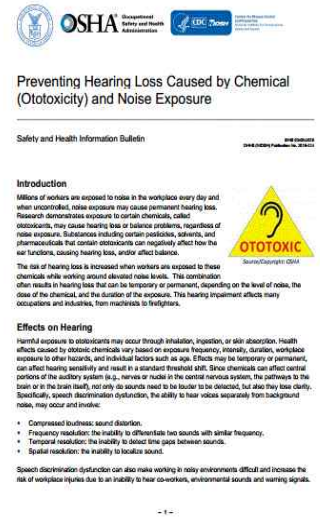 OSHA
Occupational
Safety and Health
Administration
CDC
NIOSH
Preventing Hearing Loss Caused by Chemical
(Ototoxicity) and Noise Exposure
Safety and Health Information Bulletin
Introduction
Millions of workers are exposed to noise in the workplace every day and
when uncontrolled, noise exposure may cause permanent hearing loss.
Research demonstrates exposure to certain chemicals, called
ototoxicants, may cause hearing loss or balance problems, regardless of
noise exposure. Substances including certain pesticides, solvents, and
pharmaceuticals that contain ototoxicants can negatively affect how the
ear functions, causing hearing loss, and/or affect balance.
OTOTOXIC
Source/Copyright: OSHA
The risk of hearing loss is increased when workers are exposed to these
chemicals while working around elevated noise levels. This combination
often results in hearing loss that can be temporary or permanent, depending on the level of noise, the
dose of the chemical, and the duration of the exposure. This hearing impairment affects many
occupations and industries, from machinists to firefighters.
Effects on Hearing
Harmful exposure to ototoxicants may occur through inhalation, ingestion, or skin absorption. Health
effects caused by ototoxic chemicals vary based on exposure frequency, intensity, duration, workplace
exposure to other hazards, and individual factors such as age. Effects may be temporary or permanent,
can affect hearing sensitivity and result in a standard threshold shift. Since chemicals can affect central
portions of the auditory system (e.g., nerves or nuclei in the central nervous system, the pathways to the
brain or in the brain itself), not only do sounds need to be louder to be detected, but also they lose clarity.
Specifically, speech discrimination dysfunction, the ability to hear voices separately from background
noise, may occur and involve:
• Compressed loudness: sound distortion.
• Frequency resolution: the inability to differentiate two sounds with similar frequency.
• Temporal resolution: the inability to detect time gaps between sounds.
• Spatial resolution: the inability to localize sound.
Speech discrimination dysfunction can also make working in noisy environments difficult and increase the
risk of workplace injuries due to an inability to hear co-workers, environmental sounds and warning signals.
– 1 –